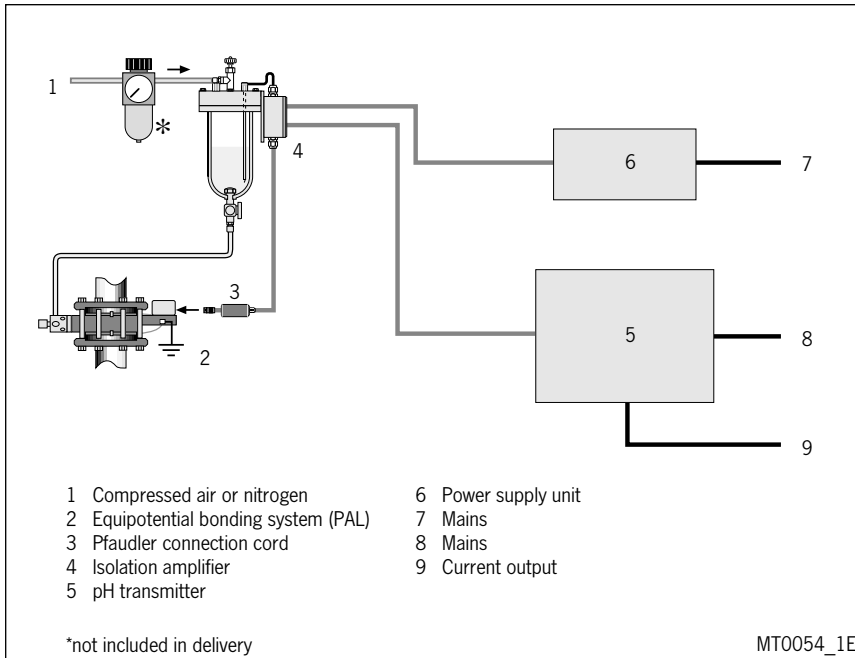 1
*
4
6
7
3
5
8
2
9
1 Compressed air or nitrogen
2 Equipotential bonding system (PAL)
3 Pfaudler connection cord
4 Isolation amplifier
5 pH transmitter
6 Power supply unit
7 Mains
8 Mains
9 Current output
*not included in delivery
MT0054_1E